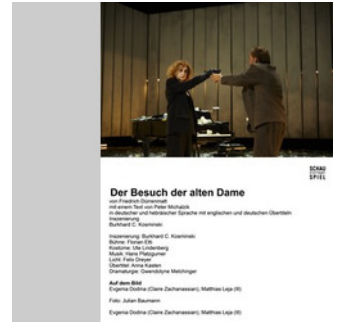 SCHAU
SPIEL
Der Besuch der alten Dame
von Friedrich Dürrenmatt
mit einem Text von Peter Michalzik
in deutscher und hebräischer Sprache mit englischen und deutschen Übertiteln
Inszenierung
Burkhard C. Kosminski
Inszenierung: Burkhard C. Kosminski
Bühne: Florian Etti
Kostüme: Ute Lindenberg
Musik: Hans Platzgumer
Licht: Felix Dreyer
Übertitel: Anna Kasten
Dramaturgie: Gwendolyne Melchinger
Auf dem Bild
Evgenia Dodina (Claire Zachanassian), Matthias Leja (Ill)
Foto: Julian Baumann
Evgenia Dodina (Claire Zachanassian), Matthias Leja (Ill)